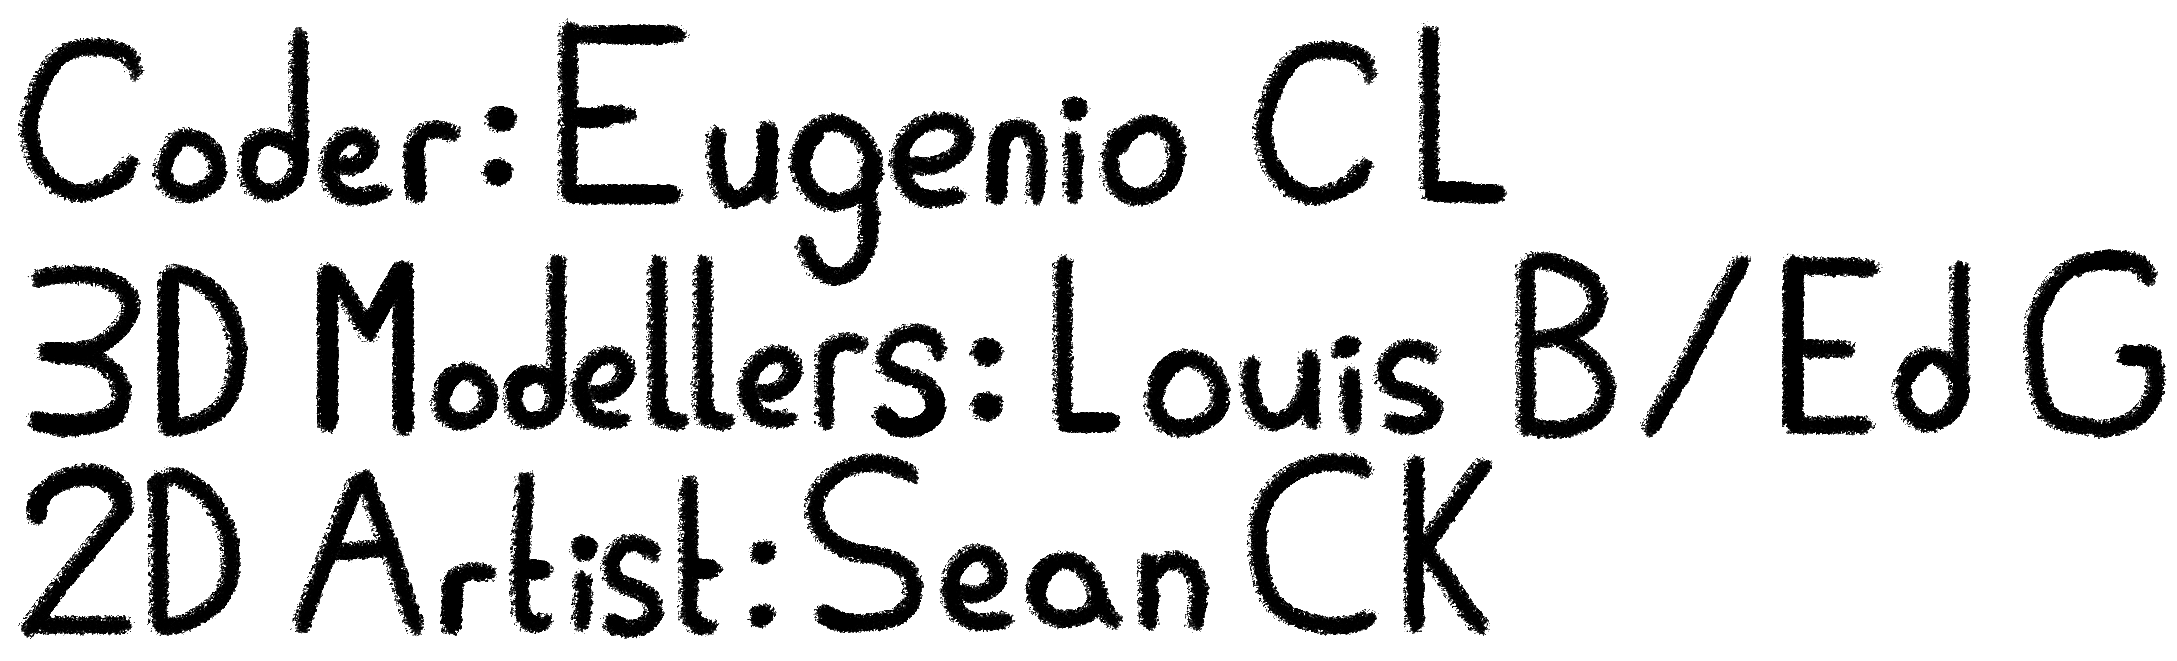 Coder: Eugenio CL
3D Modellers: Louis B / Ed G
2D Artist: Sean CK